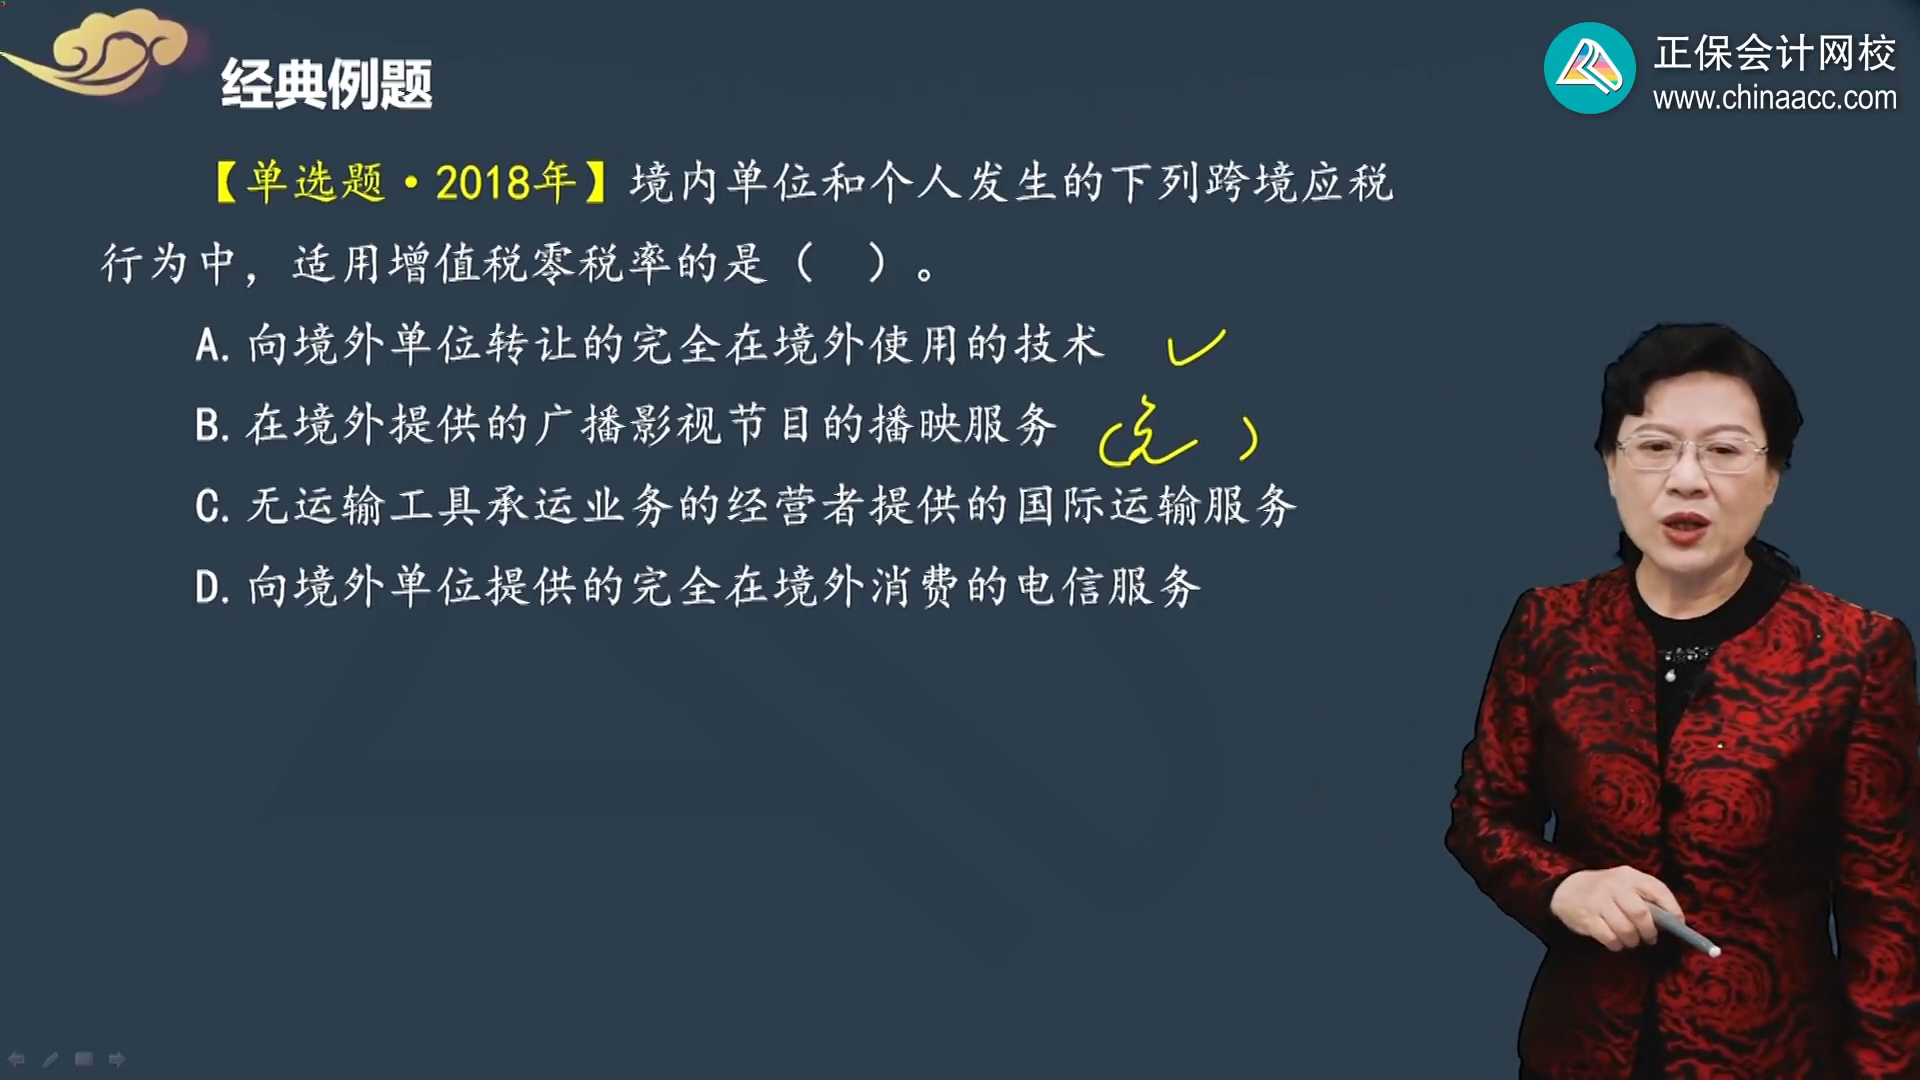 正保会计网校
www.chinaacc.com
经典例题
【单选题·2018年】境内单位和个人发生的下列跨境应税
行为中，适用增值税零税率的是（ ）。
A.向境外单位转让的完全在境外使用的技术
B.在境外提供的广播影视节目的播映服务 （免 ）
C.无运输工具承运业务的经营者提供的国际运输服务
D.向境外单位提供的完全在境外消费的电信服务